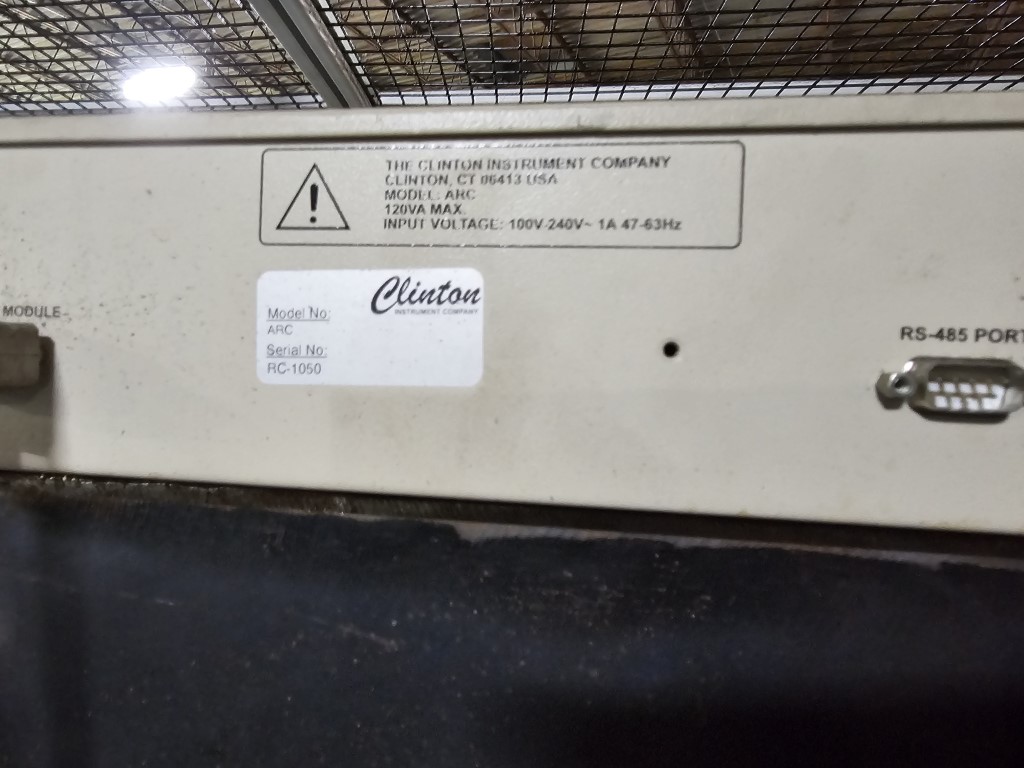 THE CLINTON INSTRUMENT COMPANY
CLINTON, CT 06413 USA
MODEL: ARC
120VA MAX.
INPUT VOLTAGE: 100V-240V~ 1A 47-63Hz
Clinton
INSTRUMENT COMPANY
Model No:
ARC
Serial No:
RC-1050
MODULE
RS-485 PORT